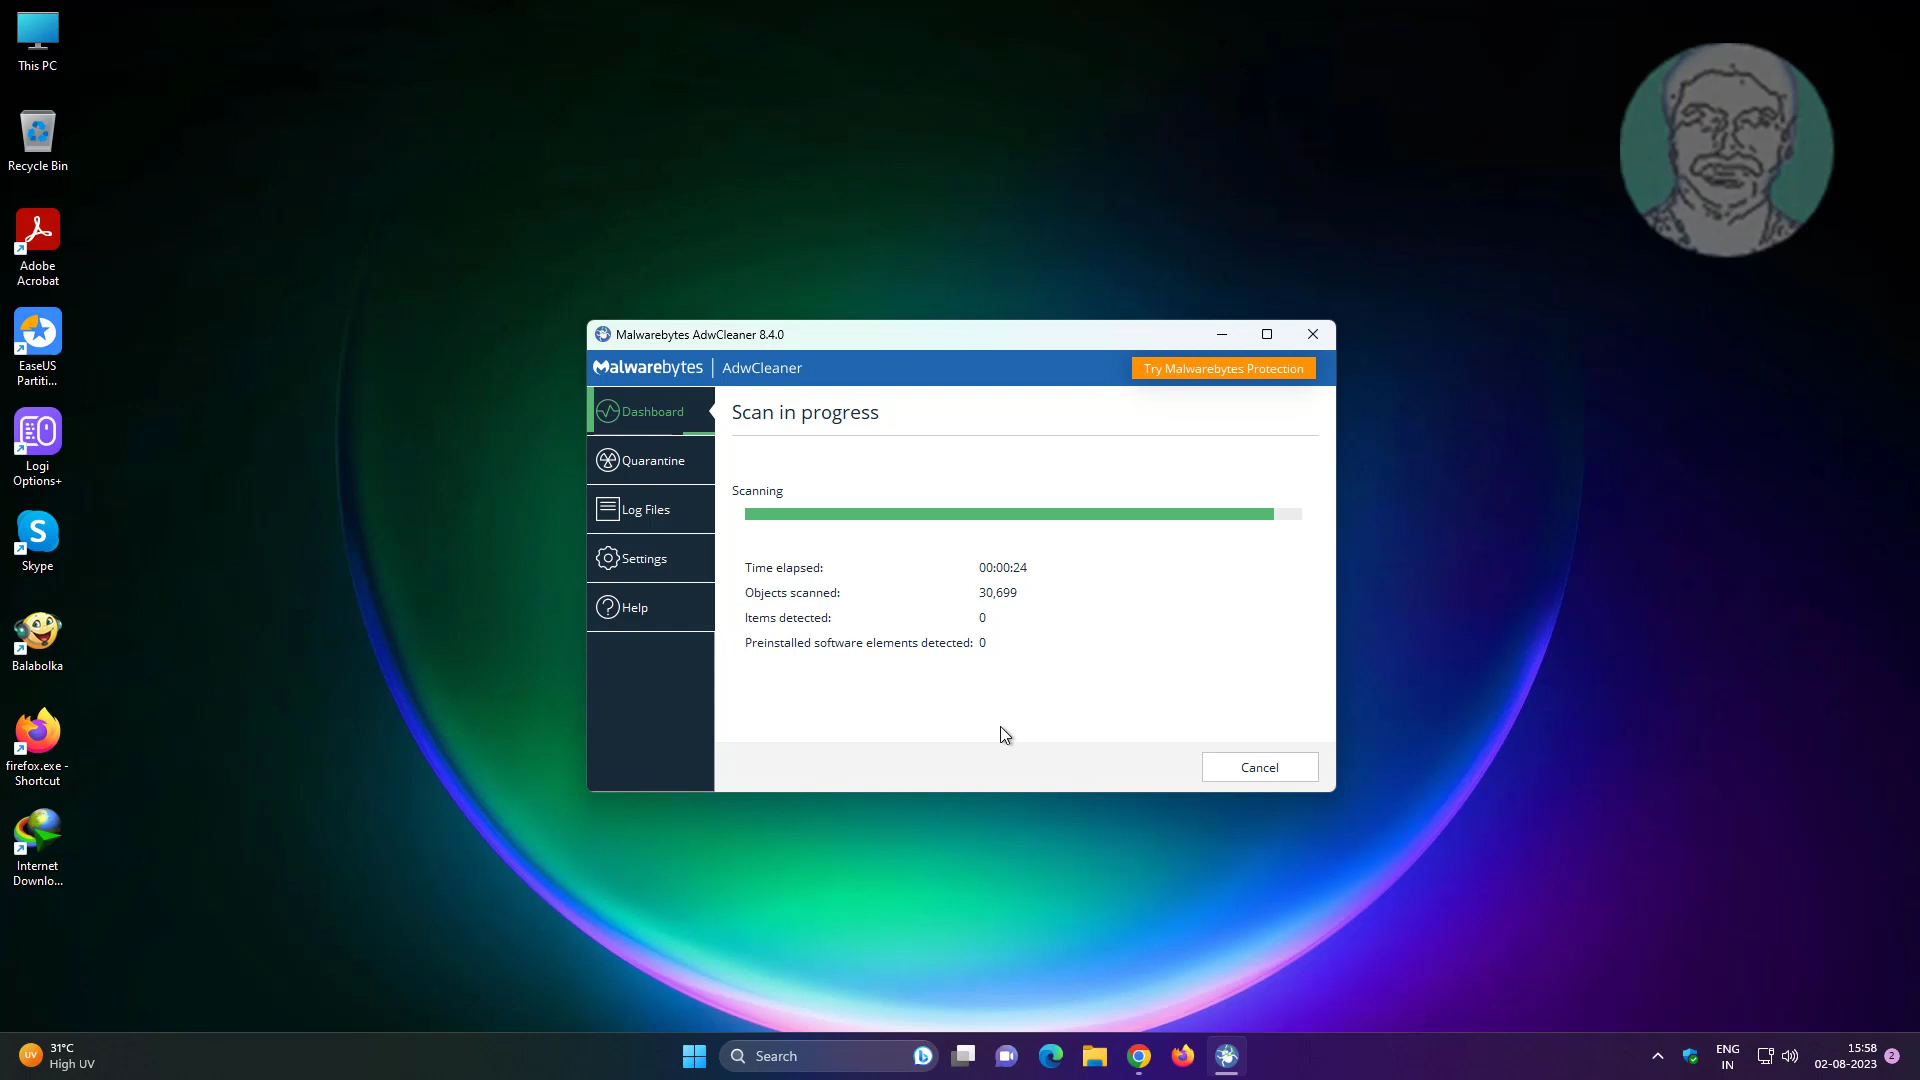 This PC
Recycle Bin
Adobe
Acrobat
EaseUS
Partiti...
Logi
Options+
S
Skype
Balabolka
firefox.exe -
Shortcut
Internet
Downlo...
Malwarebytes AdwCleaner 8.4.0
Malwarebytes | AdwCleaner
Try Malwarebytes Protection
Dashboard
Quarantine
Log Files
Settings
Help
Scan in progress
Scanning
Time elapsed: 00:00:24
Objects scanned: 30,699
Items detected: 0
Preinstalled software elements detected: 0
Cancel
UV
31°C
High UV
Search
ENG
IN
15:58
02-08-2023
2